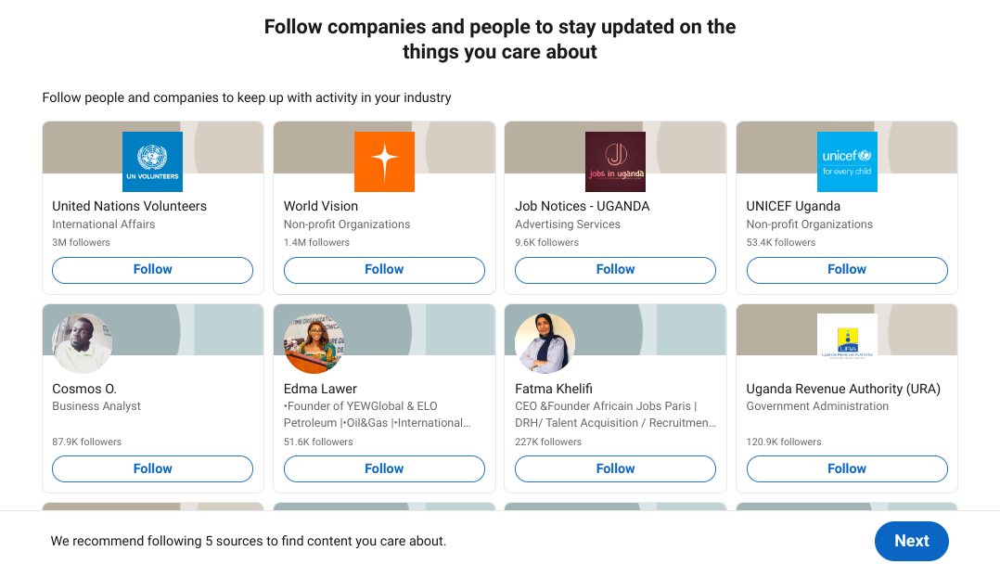 Follow companies and people to stay updated on the
things you care about
Follow people and companies to keep up with activity in your industry
UN VOLUNTEERS
United Nations Volunteers
International Affairs
3M followers
Follow
World Vision
Non-profit Organizations
1.4M followers
Follow
jobs in uganda
Job Notices - UGANDA
Advertising Services
9.6K followers
Follow
unicef
for every child
UNICEF Uganda
Non-profit Organizations
53.4K followers
Follow
Cosmos O.
Business Analyst
87.9K followers
Follow
Edma Lawer
•Founder of YEWGlobal & ELO
Petroleum |•Oil&Gas |•International...
51.6K followers
Follow
Fatma Khelifi
CEO &Founder Africain Jobs Paris |
DRH/ Talent Acquisition / Recruitmen...
227K followers
Follow
URA
Uganda Revenue Authority
Uganda Revenue Authority (URA)
Government Administration
120.9K followers
Follow
We recommend following 5 sources to find content you care about.
Next